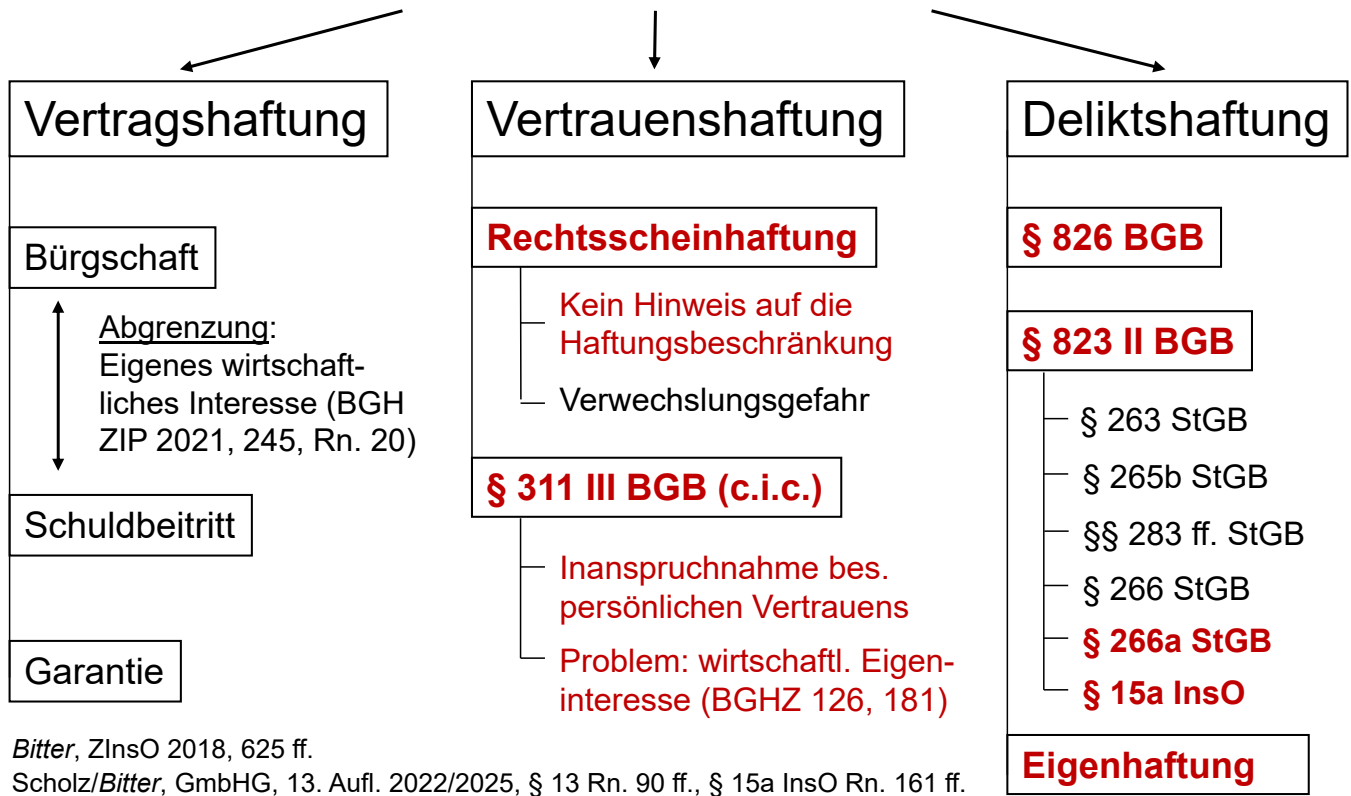 Vertragshaftung
Bürgschaft
Abgrenzung:
Eigenes wirtschaft-
liches Interesse (BGH
ZIP 2021, 245, Rn. 20)
Schuldbeitritt
Garantie
Vertrauenshaftung
Rechtsscheinhaftung
Kein Hinweis auf die
Haftungsbeschränkung
Verwechslungsgefahr
§ 311 III BGB (c.i.c.)
Inanspruchnahme bes.
persönlichen Vertrauens
Problem: wirtschaftl. Eigen-
interesse (BGHZ 126, 181)
Deliktshaftung
§ 826 BGB
§ 823 II BGB
§ 263 StGB
§ 265b StGB
§§ 283 ff. StGB
§ 266 StGB
§ 266a StGB
§ 15a InsO
Eigenhaftung
Bitter, ZInsO 2018, 625 ff.
Scholz/Bitter, GmbHG, 13. Aufl. 2022/2025, § 13 Rn. 90 ff., § 15a InsO Rn. 161 ff.